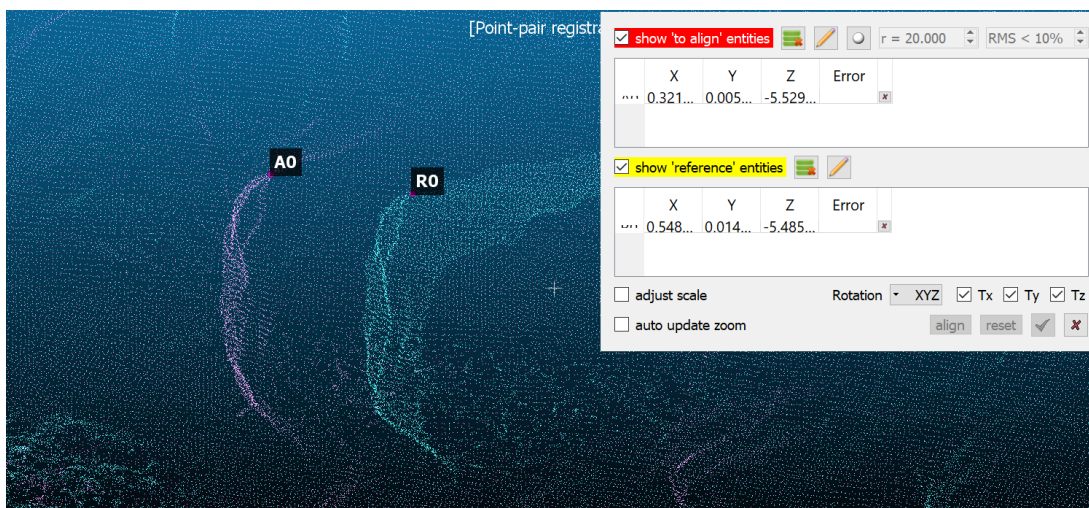 [Point-pair registra
show 'to align' entities r = 20.000 RMS < 10%
X Y Z Error
0.321... 0.005... -5.529...
A0
R0
show 'reference' entities
X Y Z Error
0.548... 0.014... -5.485...
adjust scale Rotation XYZ Tx Ty Tz
auto update zoom align reset